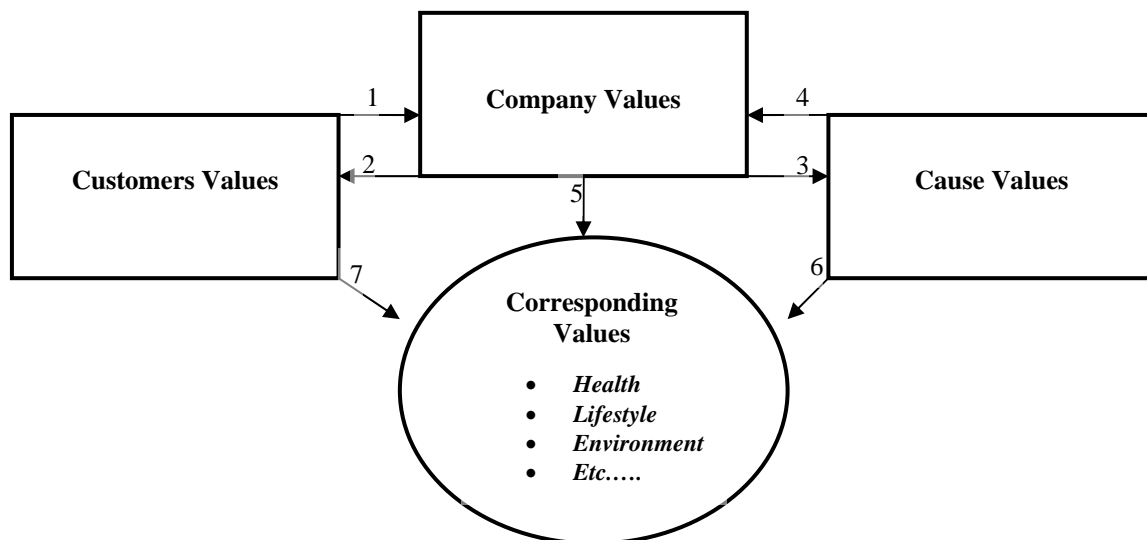 1
Company Values
4
Customers Values
2
3
Cause Values
5
7
6
Corresponding
Values
• Health
• Lifestyle
• Environment
• Etc…..